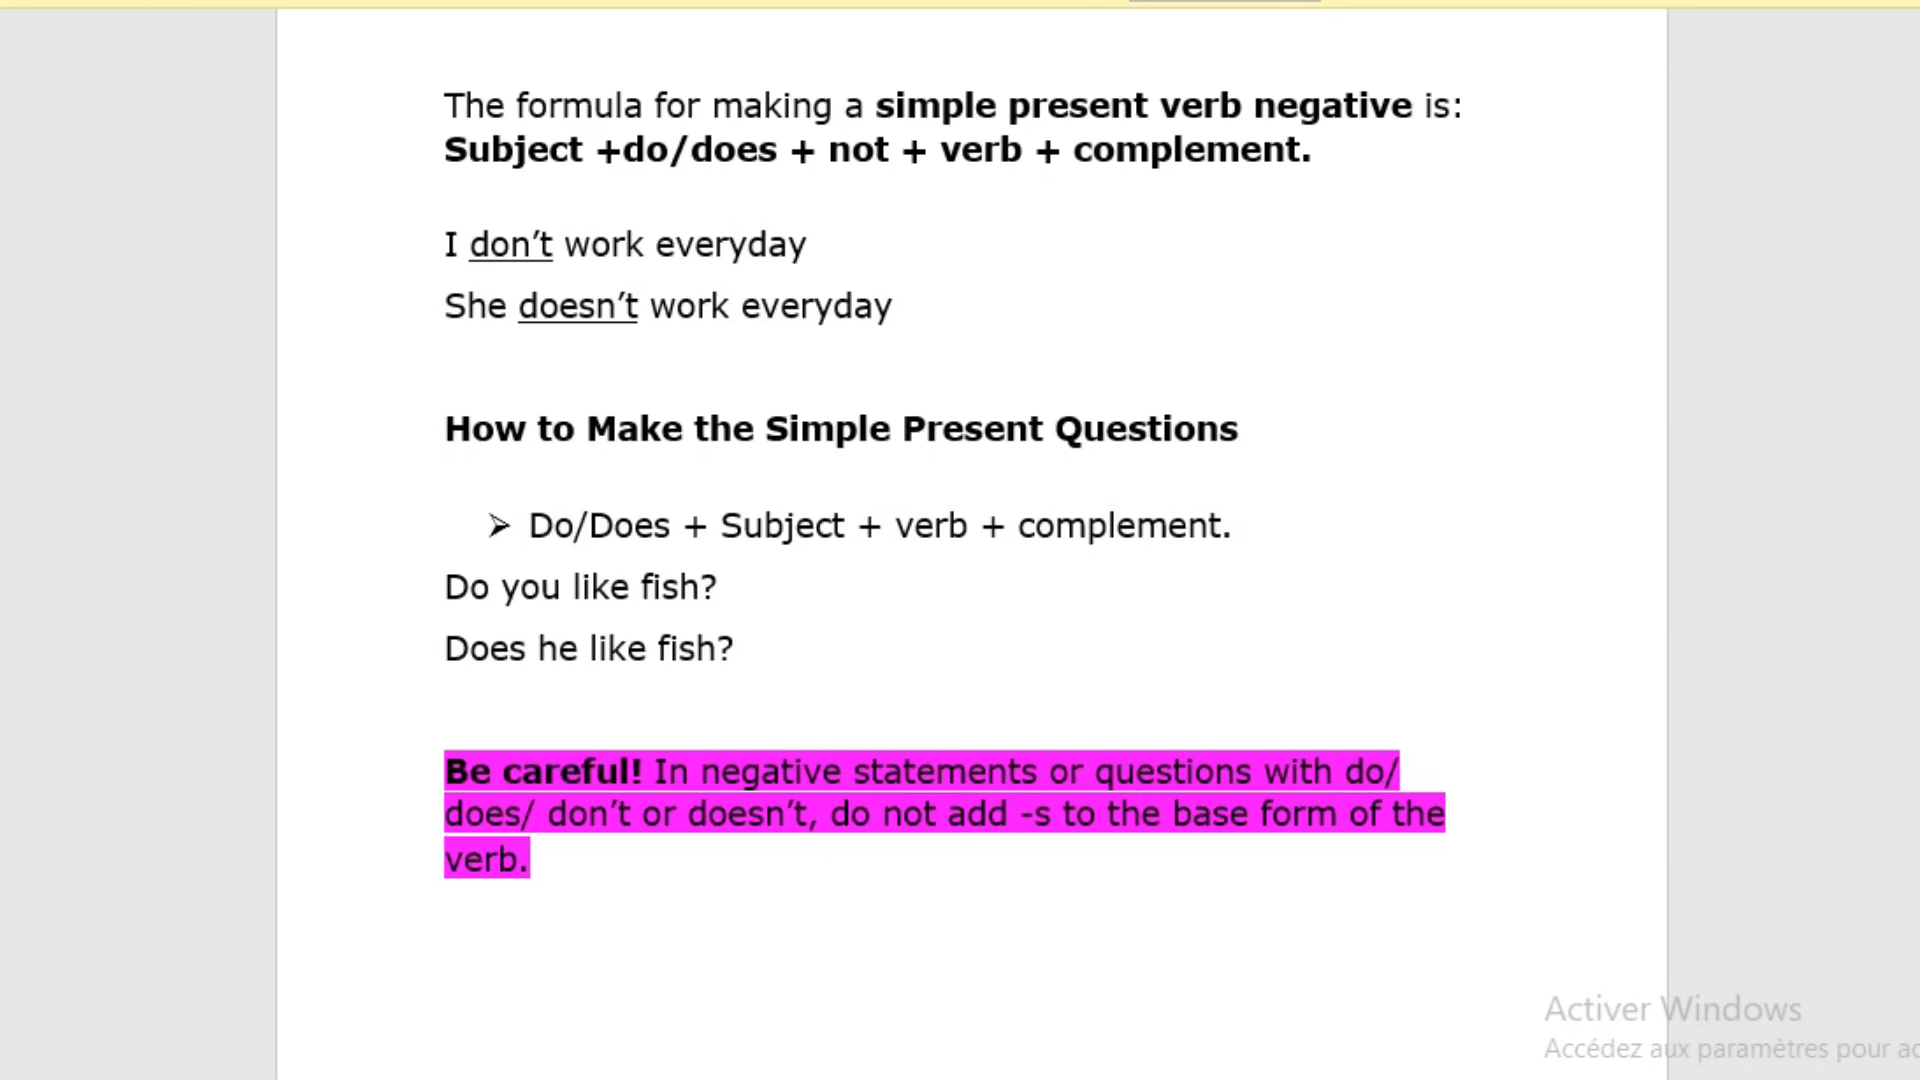 The formula for making a simple present verb negative is:
Subject +do/does + not + verb + complement.
I don’t work everyday
She doesn’t work everyday
How to Make the Simple Present Questions
➢ Do/Does + Subject + verb + complement.
Do you like fish?
Does he like fish?
Be careful! In negative statements or questions with do/
does/ don’t or doesn’t, do not add -s to the base form of the
verb.
Activer Windows
Accédez aux paramètres pour